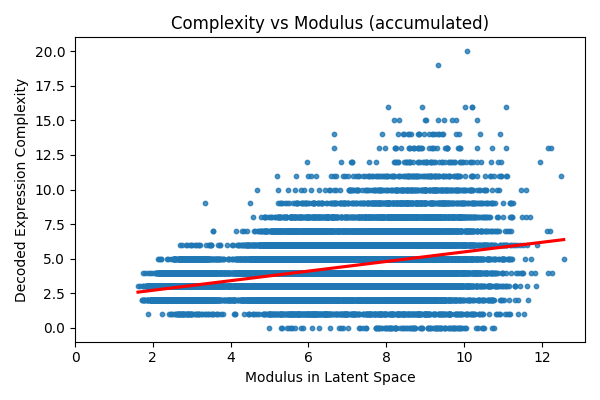 Complexity vs Modulus (accumulated)
20.0
17.5
15.0
12.5
10.0
7.5
5.0
2.5
0.0
Decoded Expression Complexity
0 2 4 6 8 10 12
Modulus in Latent Space